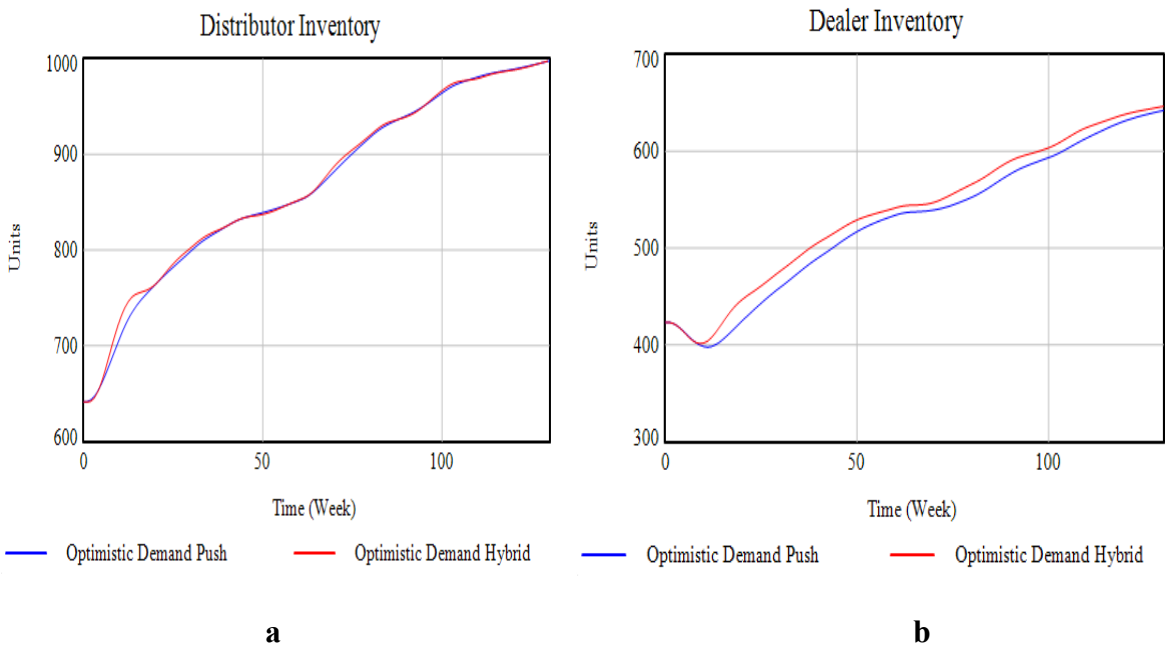 Distributor Inventory
1000
900
800
700
600
Units
0
50
100
Time (Week)
Optimistic Demand Push
Optimistic Demand Hybrid
a
Dealer Inventory
700
600
500
400
300
Units
0
50
100
Time (Week)
Optimistic Demand Push
Optimistic Demand Hybrid
b